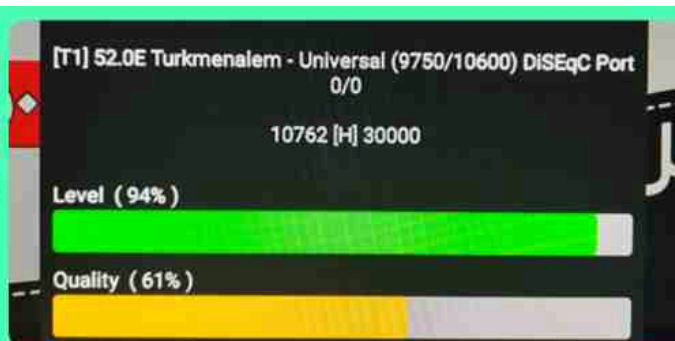 [T1] 52.0E Turkmenalem - Universal (9750/10600) DiSEqC Port
0/0
10762 [H] 30000
Level ( 94% )
Quality ( 61% )